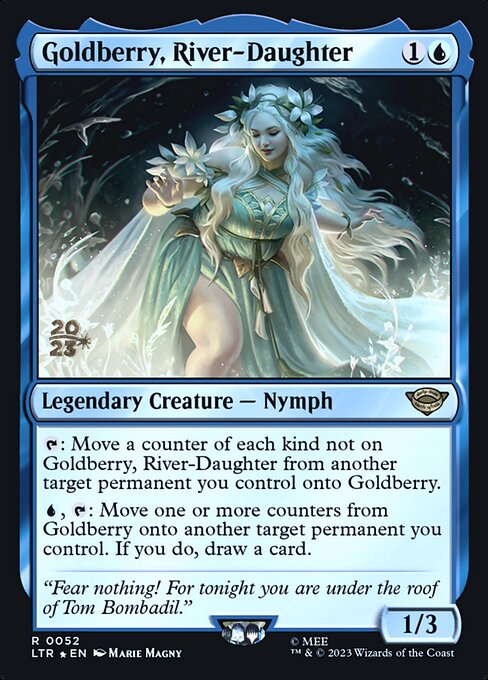 Goldberry, River-Daughter 1
20
23
Legendary Creature — Nymph
: Move a counter of each kind not on
Goldberry, River-Daughter from another
target permanent you control onto Goldberry.
, : Move one or more counters from
Goldberry onto another target permanent you
control. If you do, draw a card.
“Fear nothing! For tonight you are under the roof
of Tom Bombadil.”
1/3
R 0052
LTR ★ EN Marie Magny
© MEE
™ & © 2023 Wizards of the Coast